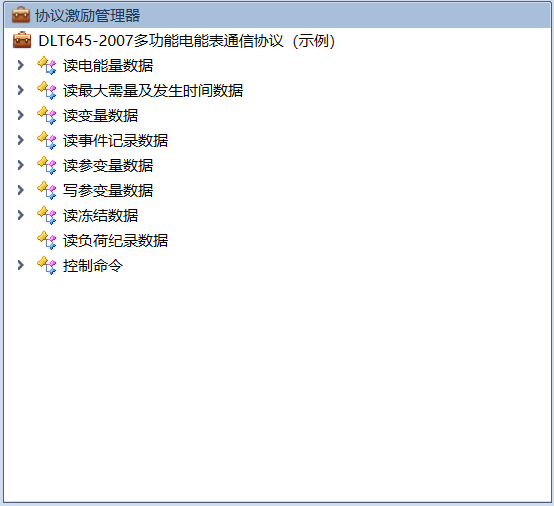 协议激励管理器
DLT645-2007多功能电能表通信协议（示例）
读电能量数据
读最大需量及发生时间数据
读变量数据
读事件记录数据
读参变量数据
写参变量数据
读冻结数据
读负荷纪录数据
控制命令